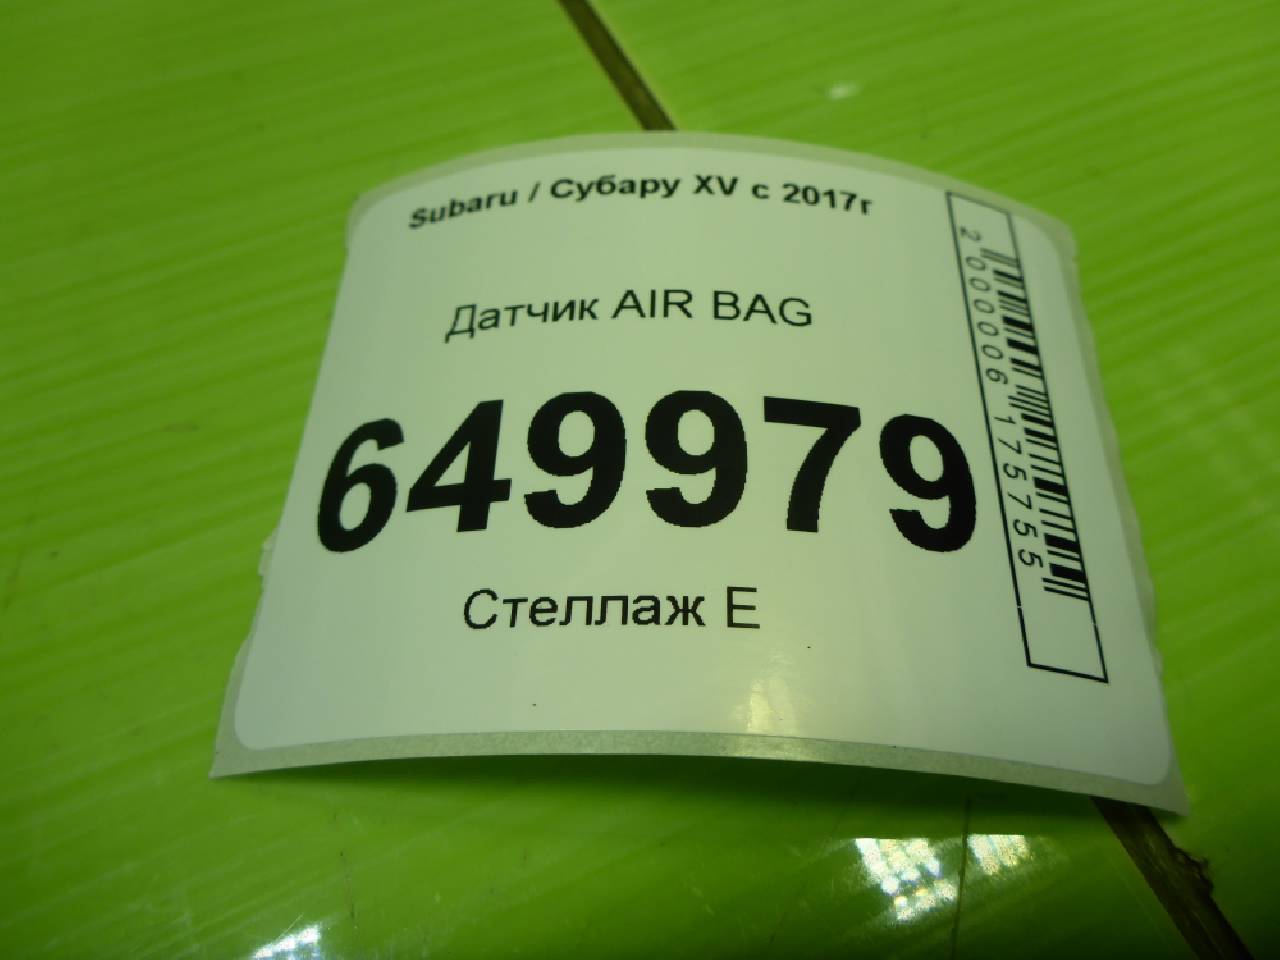 Subaru / Субару XV с 2017г
Датчик AIR BAG
649979
Стеллаж E
2000006175755